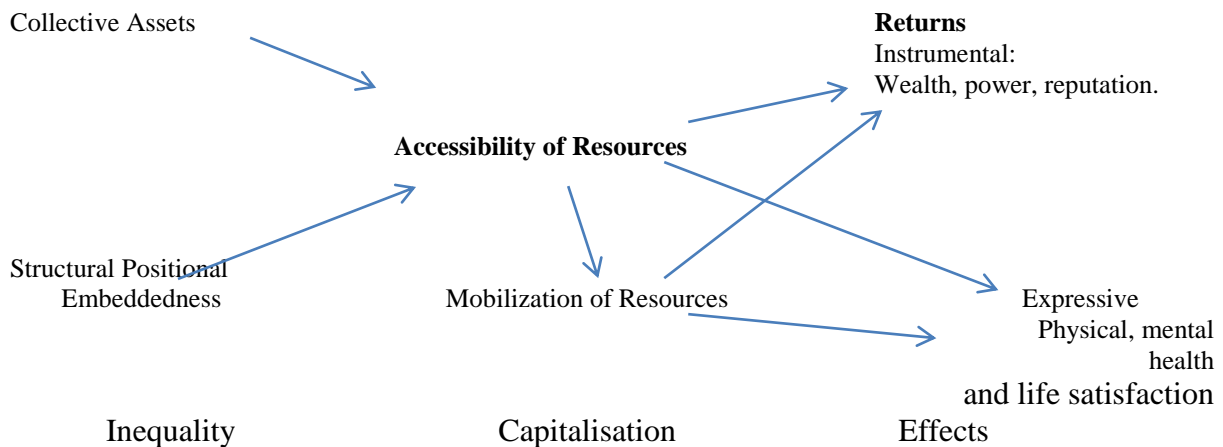 Collective Assets
Returns
Instrumental:
Wealth, power, reputation.
Accessibility of Resources
Structural Positional
Embeddedness
Mobilization of Resources
Expressive
Physical, mental
health
and life satisfaction
Inequality
Capitalisation
Effects